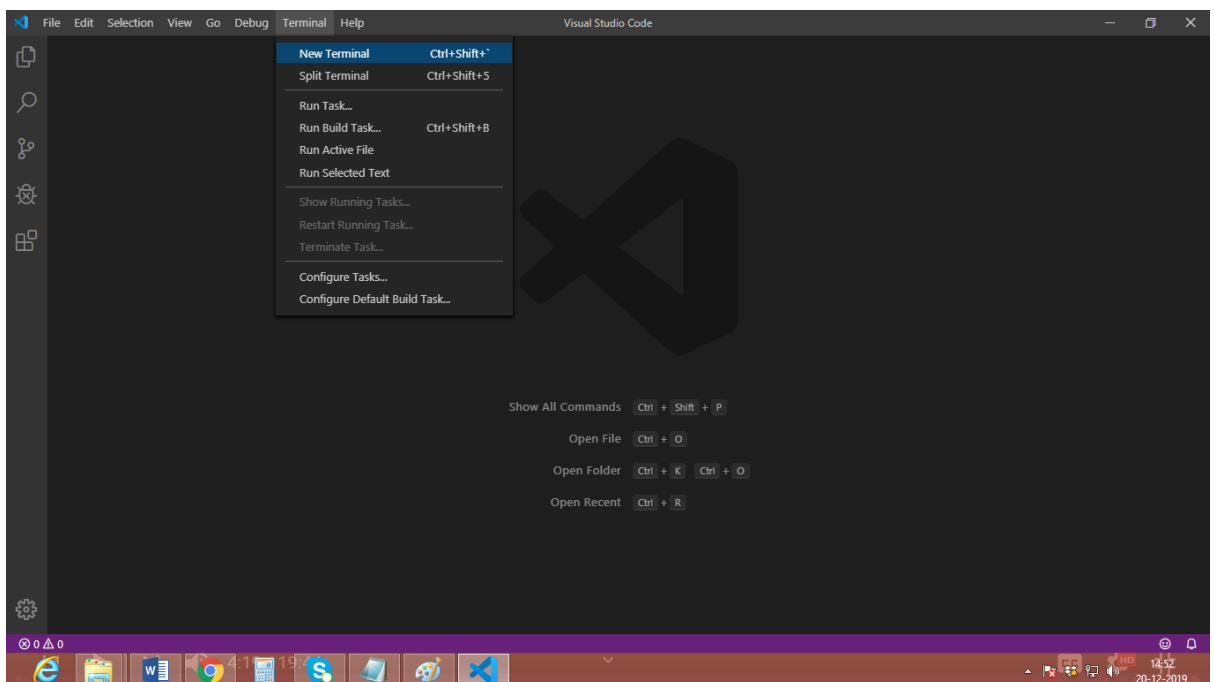 File Edit Selection View Go Debug Terminal Help Visual Studio Code
New Terminal Ctrl+Shift+`
Split Terminal Ctrl+Shift+5
Run Task...
Run Build Task... Ctrl+Shift+B
Run Active File
Run Selected Text
Show Running Tasks...
Restart Running Task...
Terminate Task...
Configure Tasks...
Configure Default Build Task...
Show All Commands Ctrl + Shift + P
Open File Ctrl + O
Open Folder Ctrl + K Ctrl + O
Open Recent Ctrl + R
0 0
HD 14:52
20-12-2019